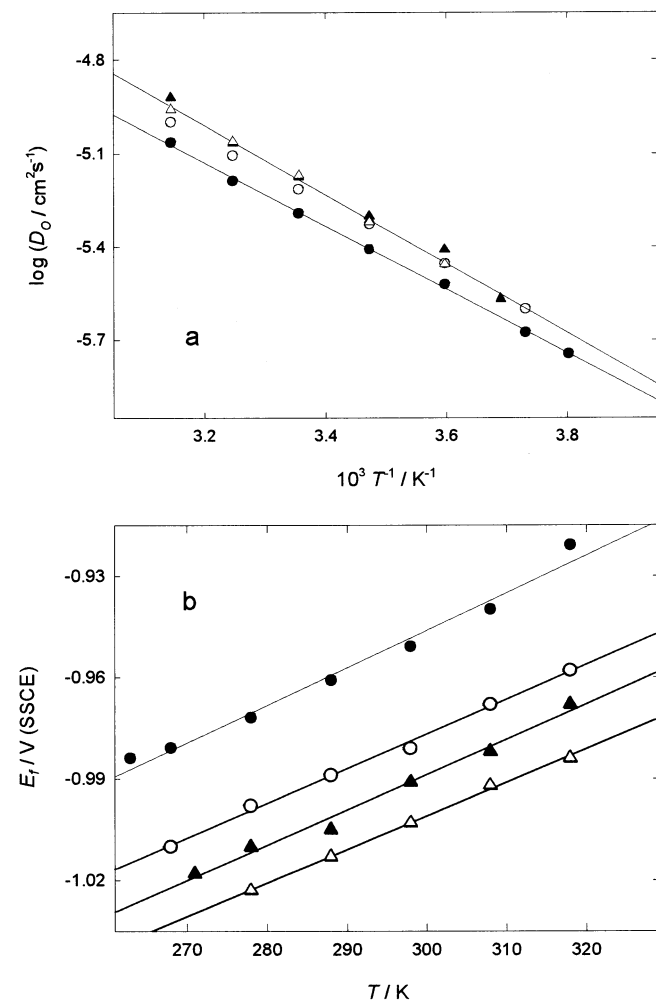 log (D_O / cm²s⁻¹)
-4.8
-5.1
-5.4
-5.7
a
3.2 3.4 3.6 3.8
10³ T⁻¹ / K⁻¹
E_f / V (SSCE)
-0.93
-0.96
-0.99
-1.02
b
270 280 290 300 310 320
T / K